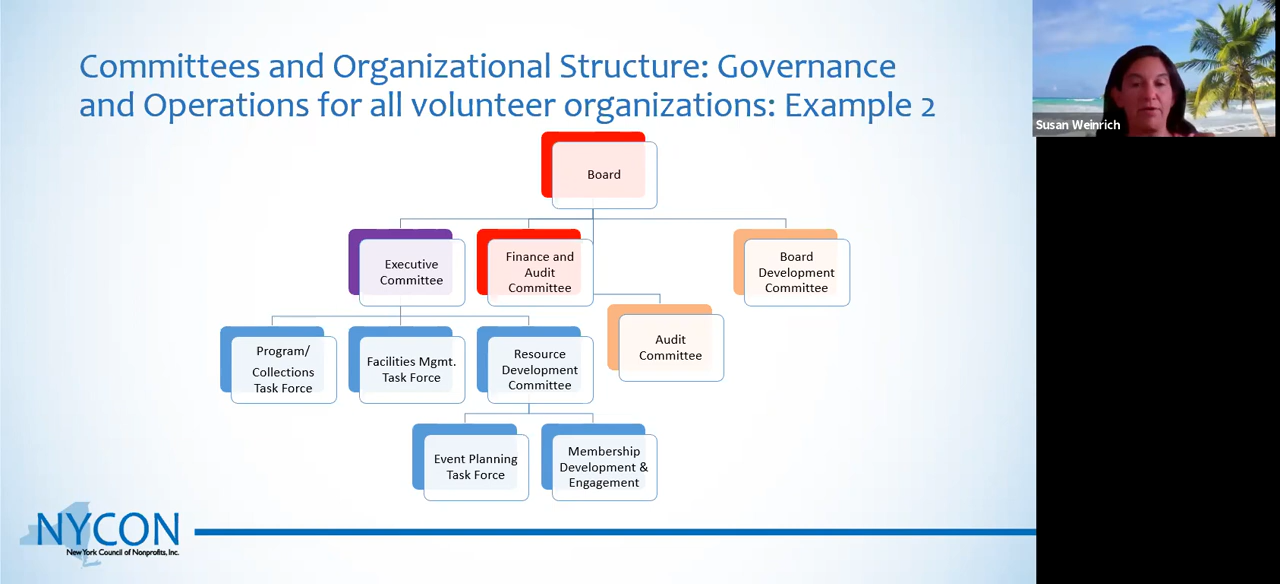 Committees and Organizational Structure: Governance
and Operations for all volunteer organizations: Example 2
Susan Weinrich
Board
Executive
Committee
Finance and
Audit
Committee
Board
Development
Committee
Audit
Committee
Program/
Collections
Task Force
Facilities Mgmt.
Task Force
Resource
Development
Committee
Event Planning
Task Force
Membership
Development &
Engagement
NYCON
New York Council of Nonprofits, Inc.